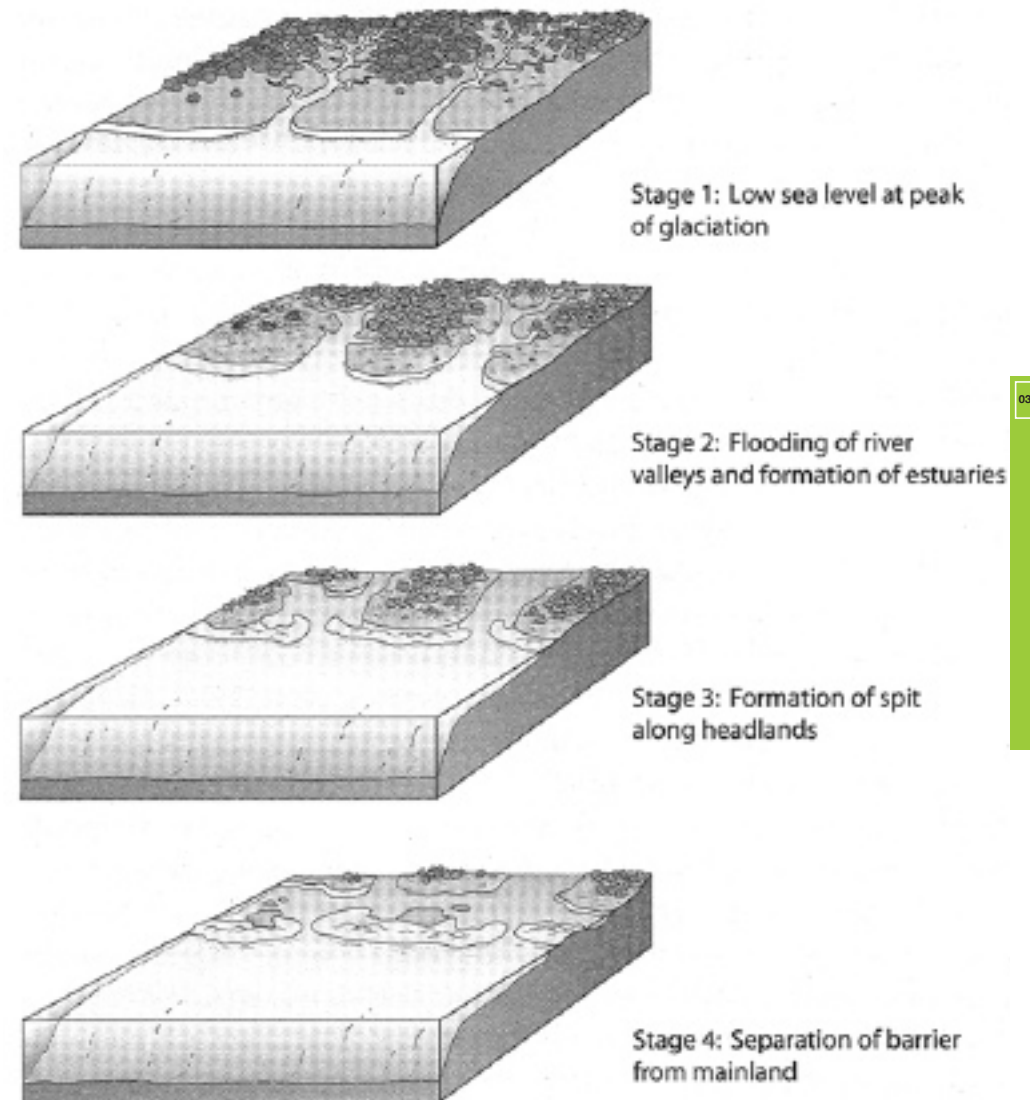 Stage 1: Low sea level at peak
of glaciation
Stage 2: Flooding of river
valleys and formation of estuaries
03
Stage 3: Formation of spit
along headlands
Stage 4: Separation of barrier
from mainland